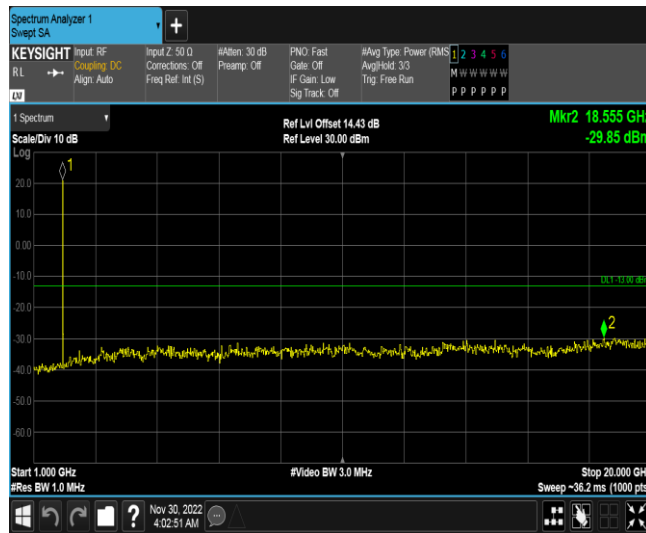 Spectrum Analyzer 1
Swept SA
+
KEYSIGHT Input: RF Input Z: 50 Ω #Atten: 30 dB PNO: Fast #Avg Type: Power (RMS 1 2 3 4 5 6
RL Coupling: DC Corrections: Off Preamp: Off Gate: Off Avg|Hold: 3/3 M W W W W W
Align: Auto Freq Ref: Int (S) IF Gain: Low Trig: Free Run
LXI Sig Track: Off P P P P P P
1 Spectrum Ref Lvl Offset 14.43 dB Mkr2 18.555 GHz
Scale/Div 10 dB Ref Level 30.00 dBm -29.85 dBm
Log
1
20.0
10.0
0.00
-10.0
DL1 -13.00 dBm
-20.0
2
-30.0
-40.0
-50.0
-60.0
Start 1.000 GHz #Video BW 3.0 MHz Stop 20.000 GH
#Res BW 1.0 MHz Sweep ~36.2 ms (1000 pts
? Nov 30, 2022
4:02:51 AM